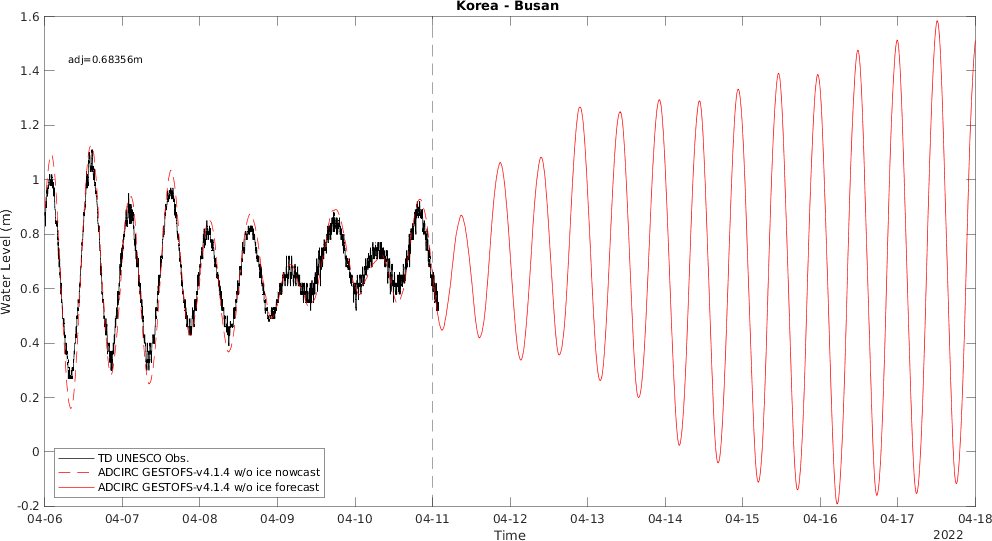 Korea - Busan
1.6
1.4
1.2
1
0.8
0.6
0.4
0.2
0
-0.2
Water Level (m)
adj=0.68356m
TD UNESCO Obs.
ADCIRC GESTOFS-v4.1.4 w/o ice nowcast
ADCIRC GESTOFS-v4.1.4 w/o ice forecast
04-06 04-07 04-08 04-09 04-10 04-11 04-12 04-13 04-14 04-15 04-16 04-17 04-18
Time
2022